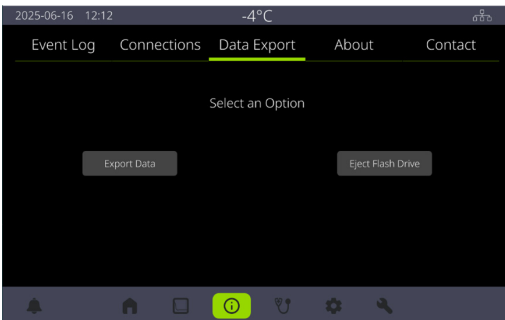 2025-06-16 12:12 -4°C
Event Log Connections Data Export About Contact
Select an Option
Export Data Eject Flash Drive